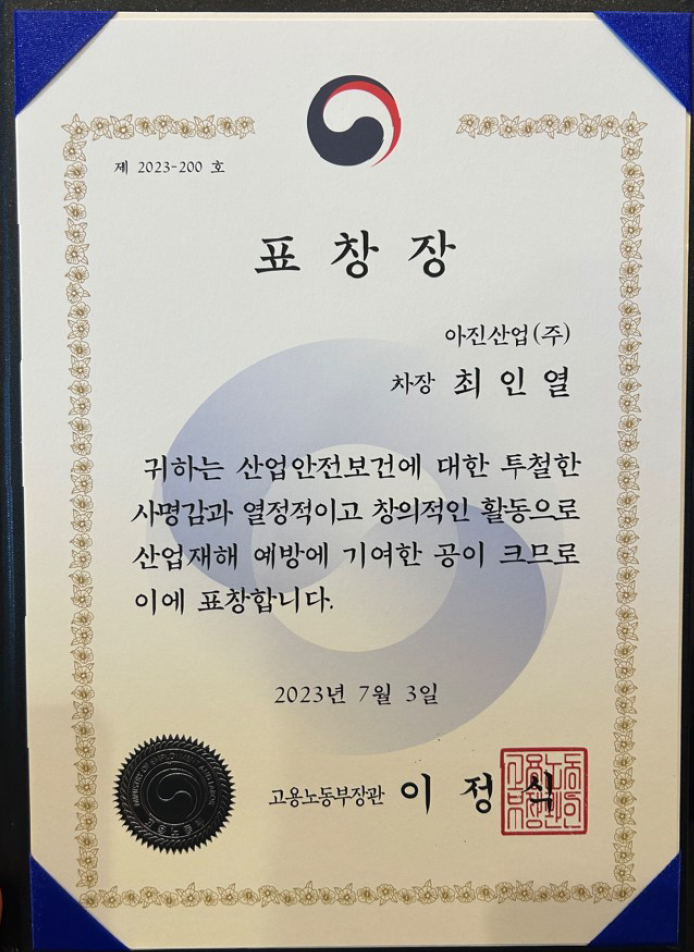 제 2023-200 호
표 창 장
아진산업(주)
차장 최 인 열
귀하는 산업안전보건에 대한 투철한
사명감과 열정적이고 창의적인 활동으로
산업재해 예방에 기여한 공이 크므로
이에 표창합니다.
2023년 7월 3일
고용노동부장관 이 정 식